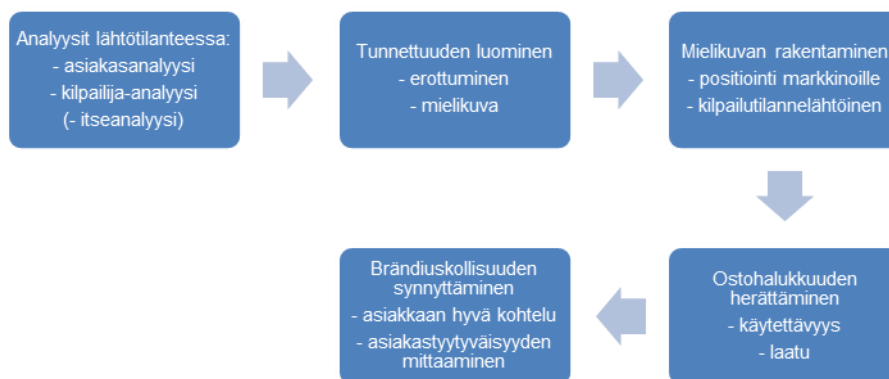 Analyysit lähtötilanteessa:
- asiakasanalyysi
- kilpailija-analyysi
(- itseanalyysi)
Tunnettuuden luominen
- erottuminen
- mielikuva
Mielikuvan rakentaminen
- positiointi markkinoille
- kilpailutilannelähtöinen
Ostohalukkuuden
herättäminen
- käytettävyys
- laatu
Brändiuskollisuuden
synnyttäminen
- asiakkaan hyvä kohtelu
- asiakastyytyväisyyden
mittaaminen